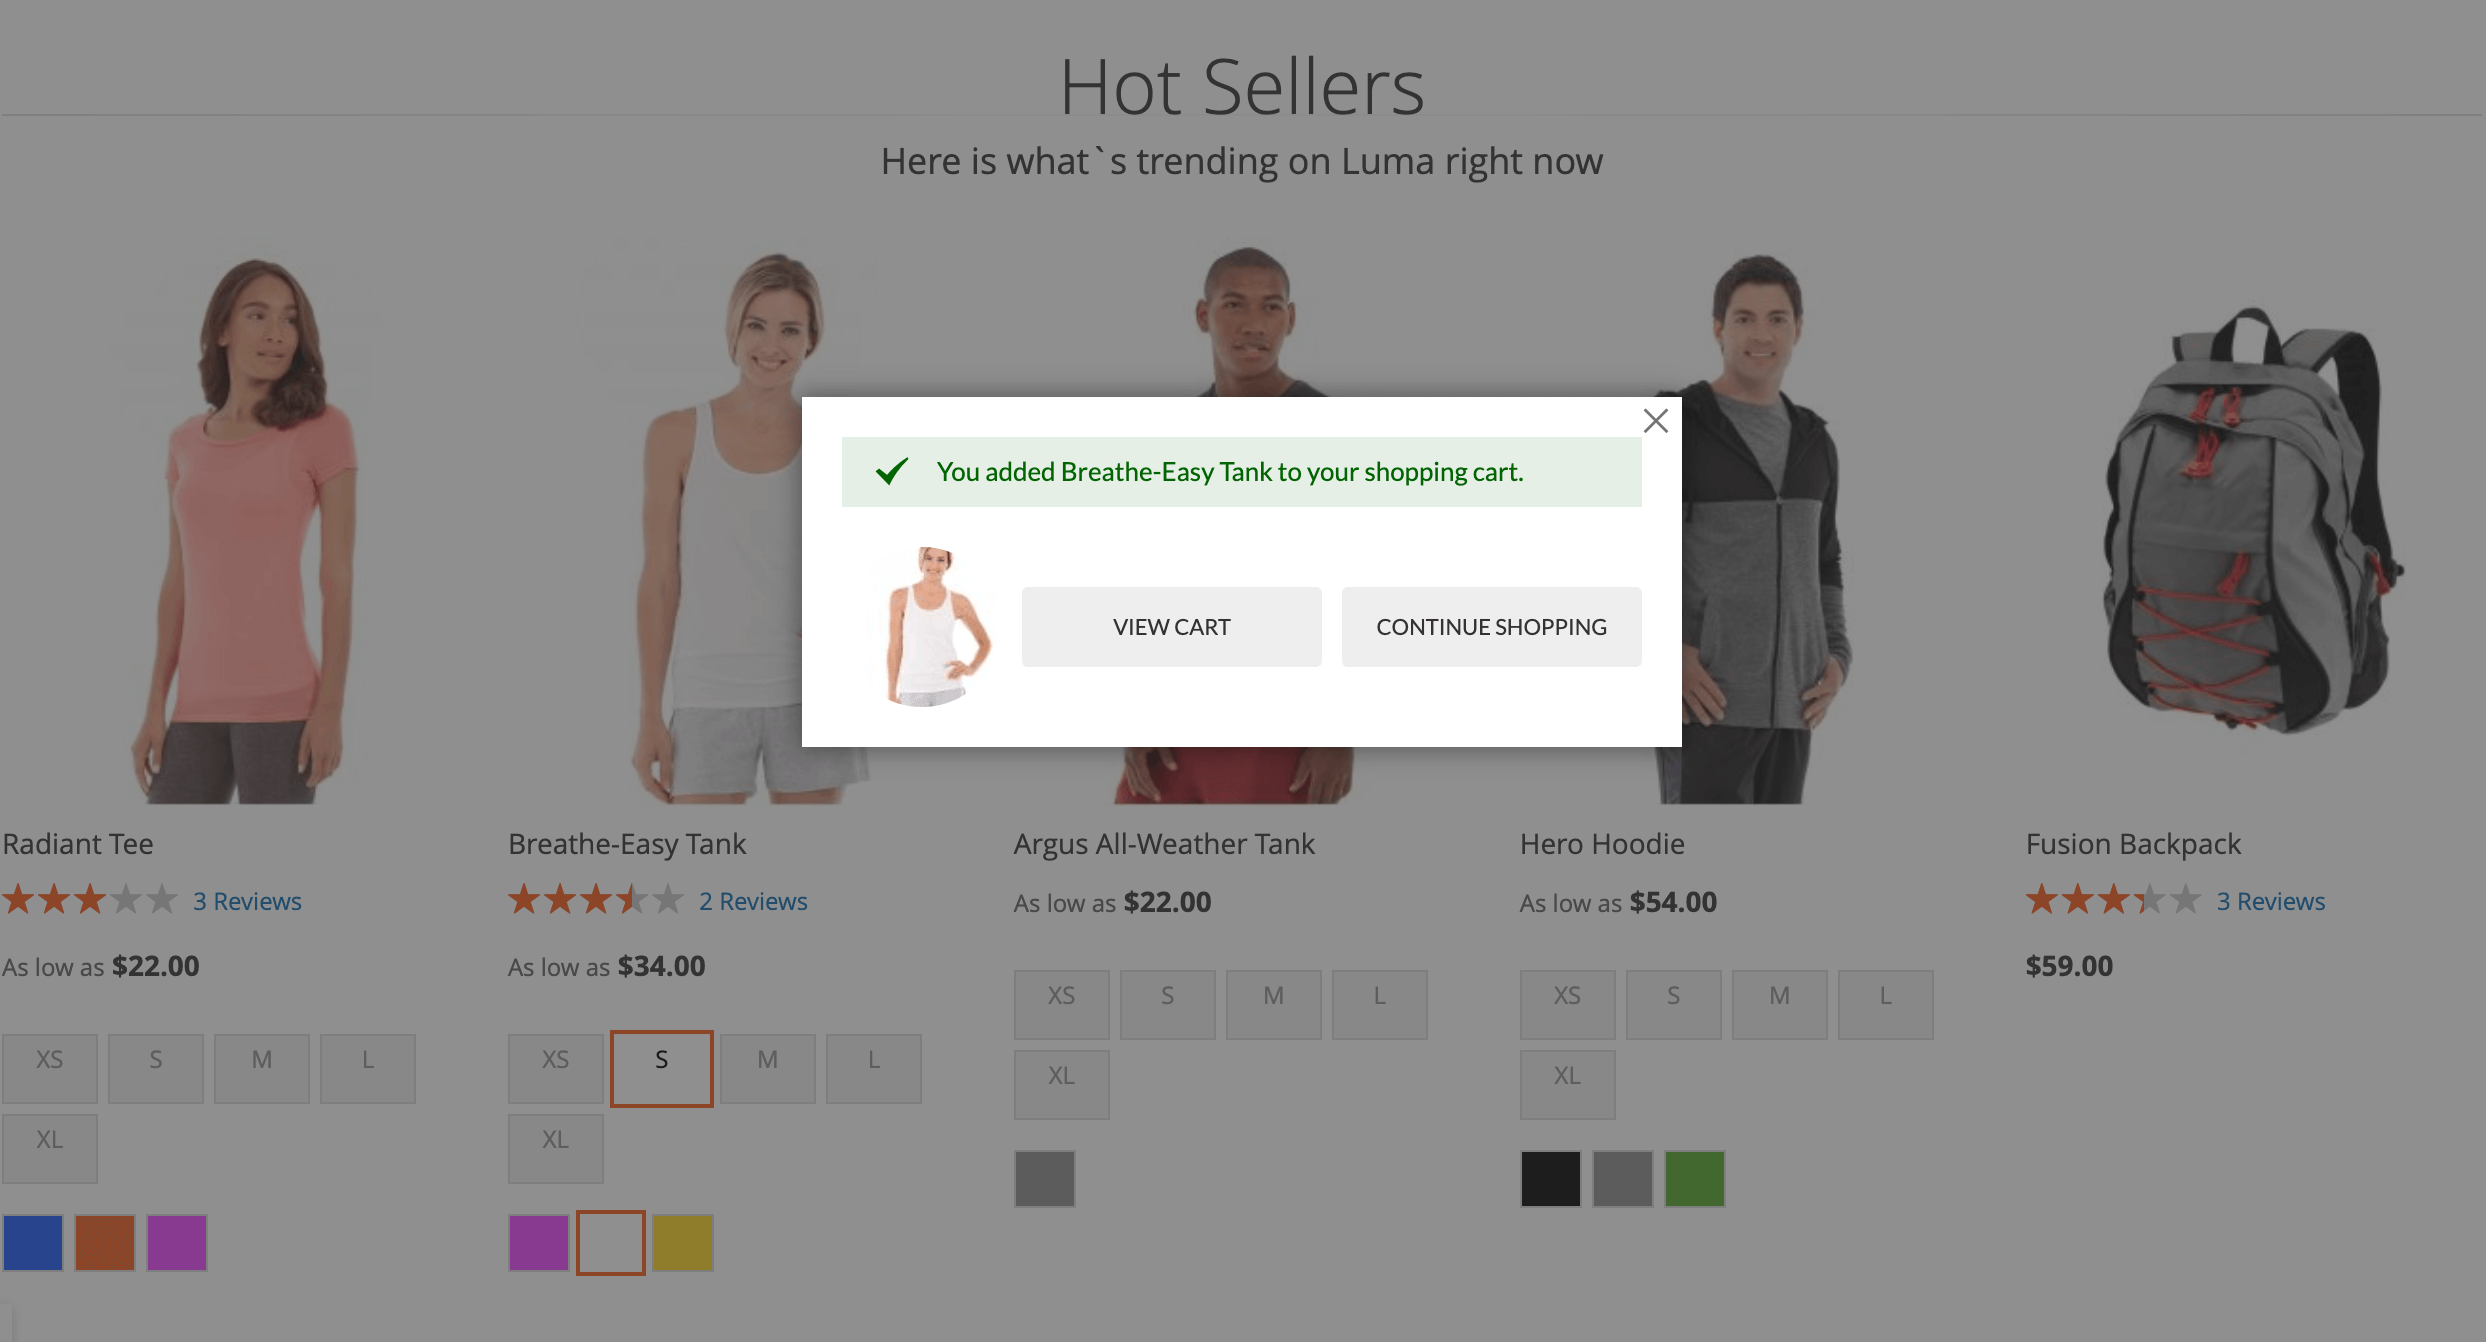 Hot Sellers
Here is what`s trending on Luma right now
You added Breathe-Easy Tank to your shopping cart.
VIEW CART
CONTINUE SHOPPING
Radiant Tee
3 Reviews
As low as $22.00
XS S M L
XL
Breathe-Easy Tank
2 Reviews
As low as $34.00
XS S M L
XL
Argus All-Weather Tank
As low as $22.00
XS S M L
XL
Hero Hoodie
As low as $54.00
XS S M L
XL
Fusion Backpack
3 Reviews
$59.00